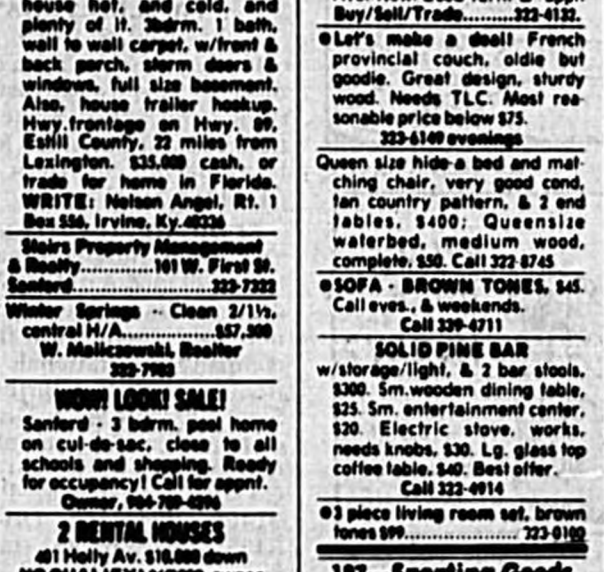 house hot, and cold, and
plenty of it. 3bdrm. 1 bath,
wall to wall carpet, w/front &
back porch, storm doors &
windows, full size basement.
Also, house trailer hookup.
Hwy. frontage on Hwy. 89,
Estill County, 22 miles from
Lexington. $35,000 cash, or
trade for home in Florida.
WRITE: Nelson Angel, Rt. 1
Box 556, Irvine, Ky. 40336
Stairs Property Management
& Realty..............101 W. First St.
Sanford....................323-7322
Winter Springs - Clean 2/1½,
central H/A..............$57,500
W. Maliczowski, Realtor
322-7983
WOW! LOOK! SALE!
Sanford - 3 bdrm. pool home
on cul-de-sac, close to all
schools and shopping. Ready
for occupancy! Call for appnt.
Owner, 904-789-4396
2 RENTAL HOUSES
401 Holly Av. $10,000 down
Buy/Sell/Trade.........323-4132.
●Let's make a deal! French
provincial couch, oldie but
goodie. Great design, sturdy
wood. Needs TLC. Most rea-
sonable price below $75.
323-6149 evenings
Queen size hide-a bed and mat-
ching chair, very good cond,
tan country pattern, & 2 end
tables, $400; Queensize
waterbed, medium wood,
complete, $50. Call 322-8745
●SOFA - BROWN TONES, $45.
Call eves., & weekends.
Call 339-4711
SOLID PINE BAR
w/storage/light, & 2 bar stools,
$300. Sm. wooden dining table,
$25. Sm. entertainment center,
$20. Electric stove, works,
needs knobs, $30. Lg. glass top
coffee table, $40. Best offer.
Call 322-4914
●3 piece living room set, brown
tones $99...................323-0100
Sporting Goods